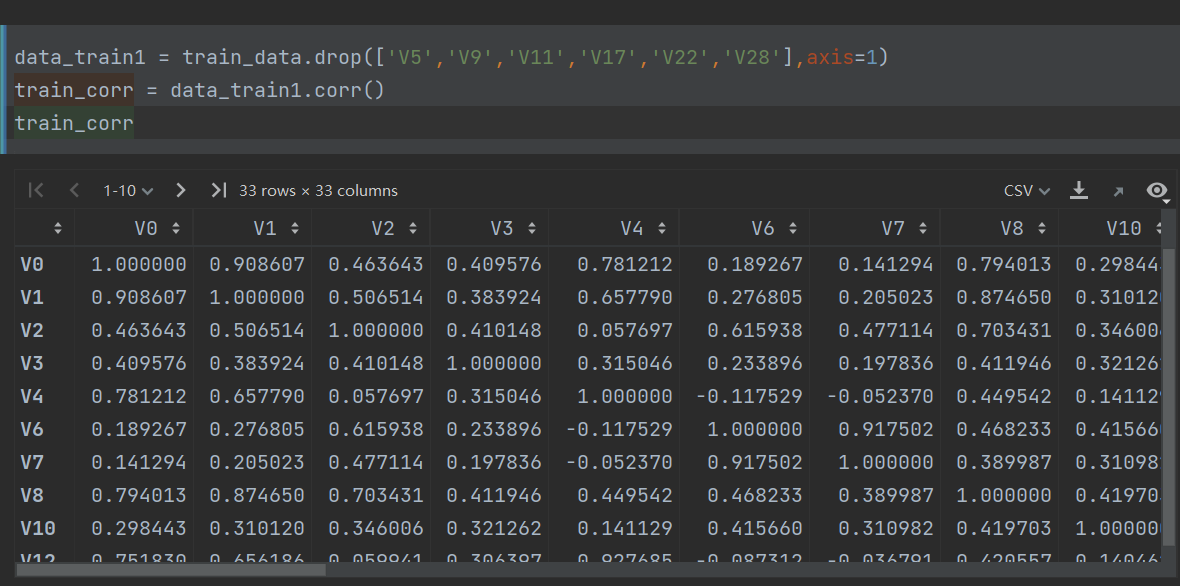 data_train1 = train_data.drop(['V5','V9','V11','V17','V22','V28'],axis=1)
train_corr = data_train1.corr()
train_corr
1-10 33 rows × 33 columns CSV
V0 V1 V2 V3 V4 V6 V7 V8 V10
V0 1.000000 0.908607 0.463643 0.409576 0.781212 0.189267 0.141294 0.794013 0.29844
V1 0.908607 1.000000 0.506514 0.383924 0.657790 0.276805 0.205023 0.874650 0.31012
V2 0.463643 0.506514 1.000000 0.410148 0.057697 0.615938 0.477114 0.703431 0.34600
V3 0.409576 0.383924 0.410148 1.000000 0.315046 0.233896 0.197836 0.411946 0.32126
V4 0.781212 0.657790 0.057697 0.315046 1.000000 -0.117529 -0.052370 0.449542 0.14112
V6 0.189267 0.276805 0.615938 0.233896 -0.117529 1.000000 0.917502 0.468233 0.41566
V7 0.141294 0.205023 0.477114 0.197836 -0.052370 0.917502 1.000000 0.389987 0.31098
V8 0.794013 0.874650 0.703431 0.411946 0.449542 0.468233 0.389987 1.000000 0.41970
V10 0.298443 0.310120 0.346006 0.321262 0.141129 0.415660 0.310982 0.419703 1.00000
V12 0.751830 0.656186 0.059941 0.306397 0.927685 -0.087312 -0.036791 0.420557 0.14046